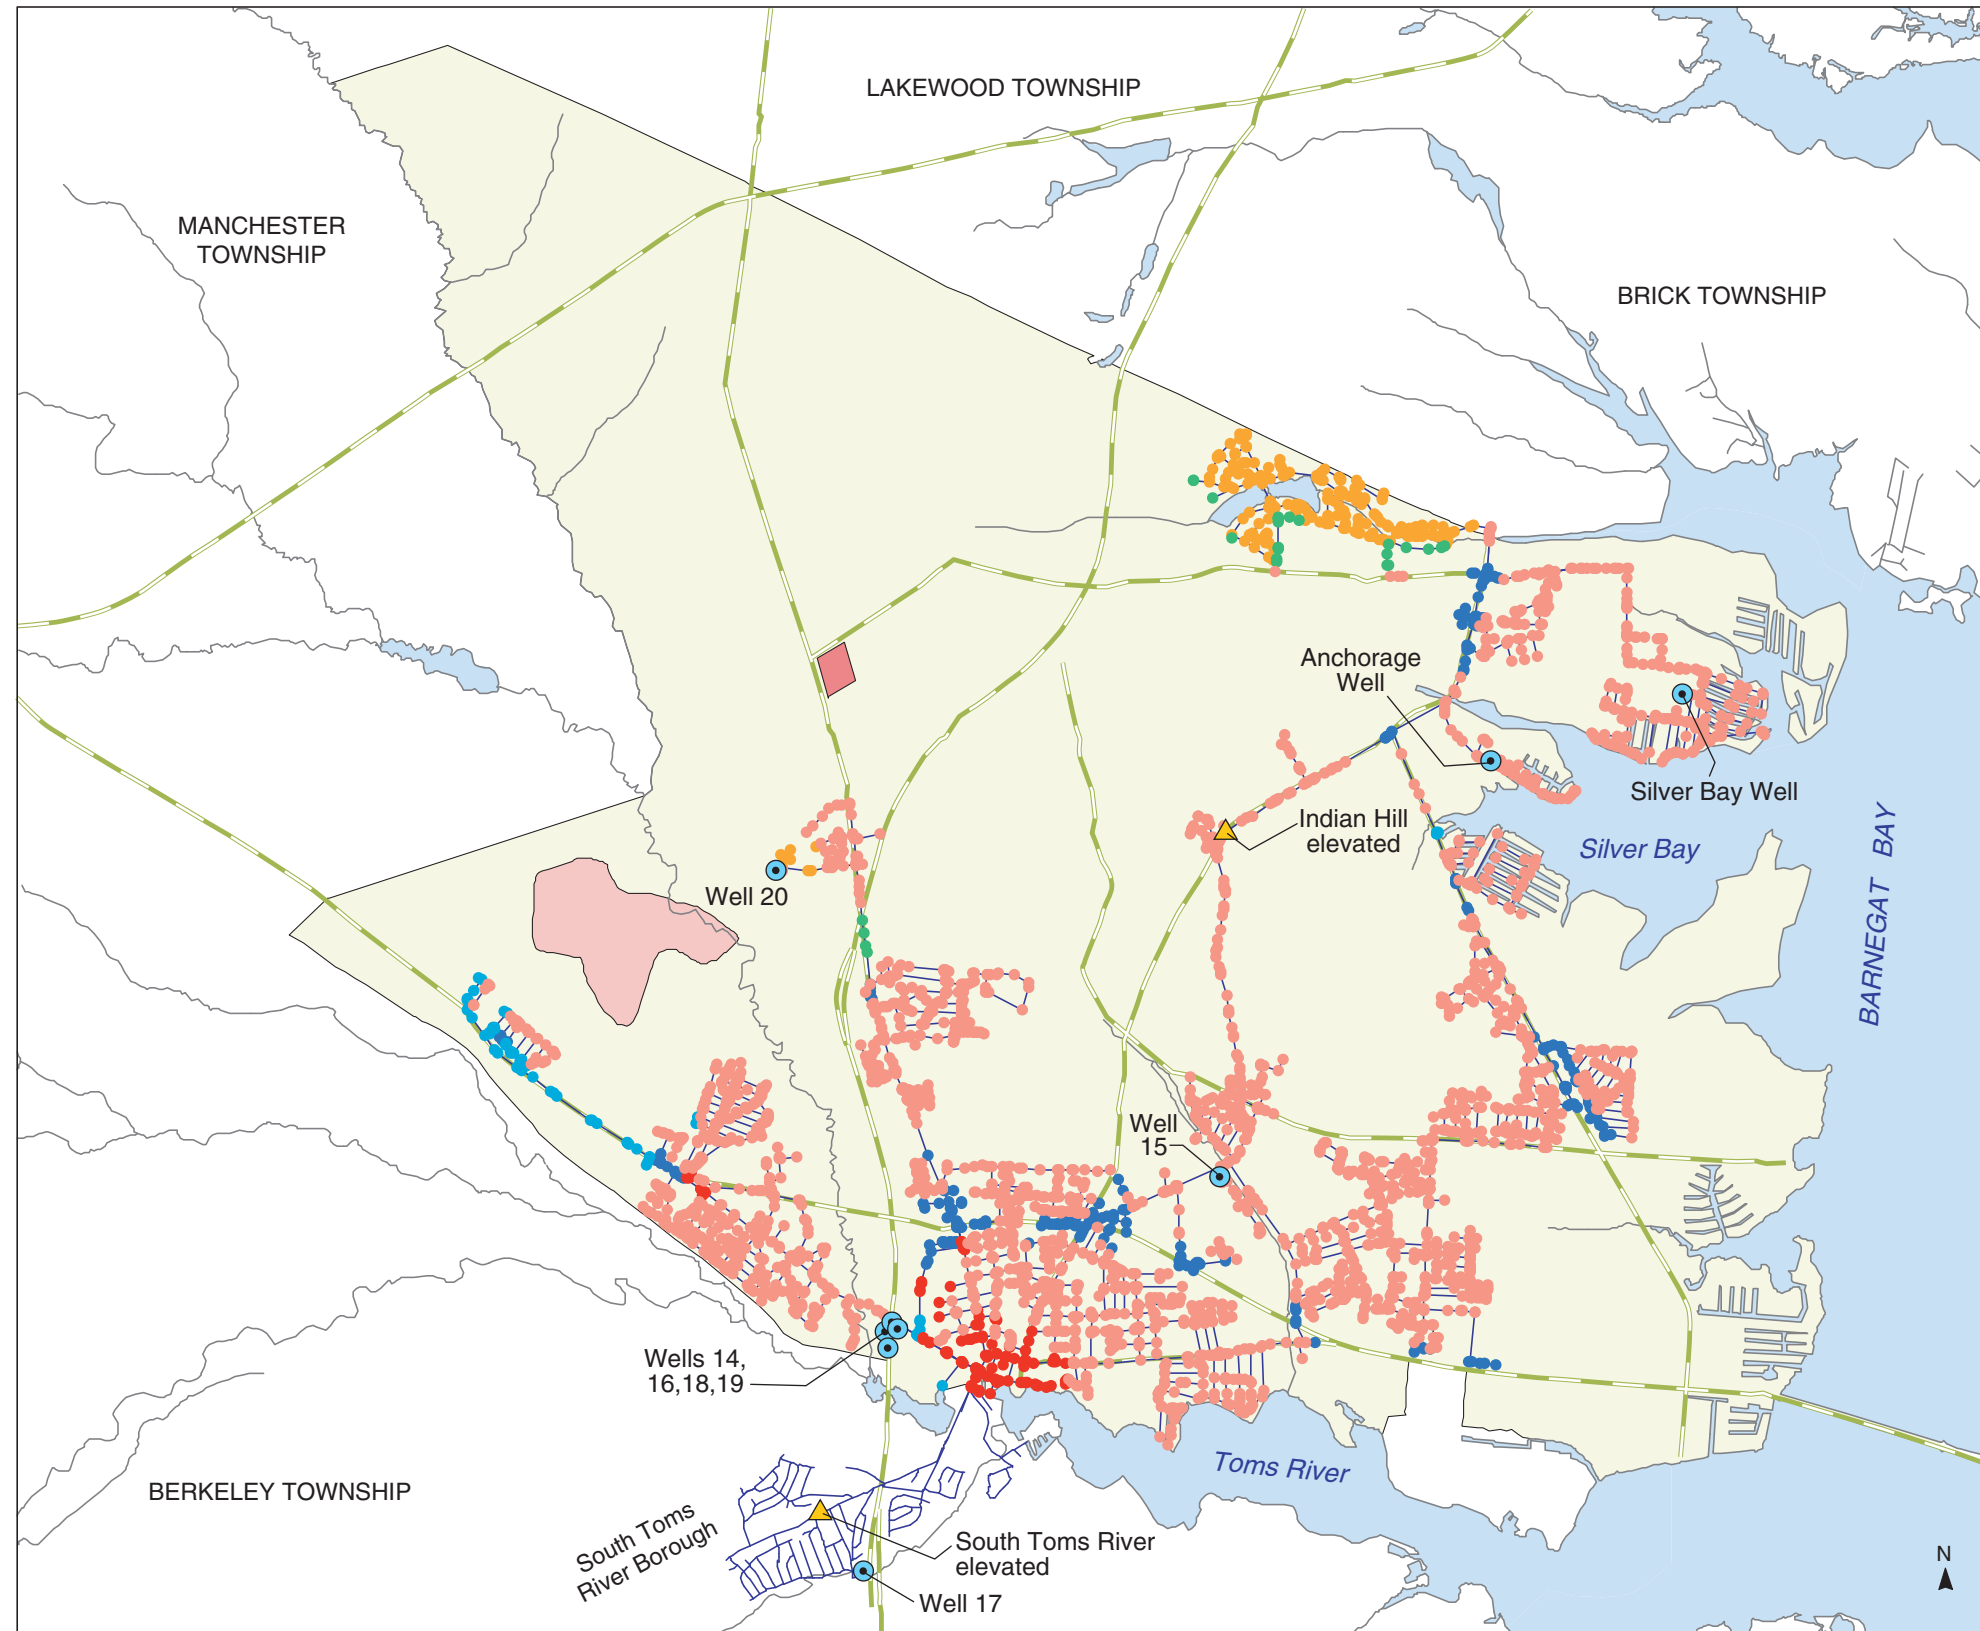 LAKEWOOD TOWNSHIP
MANCHESTER
TOWNSHIP
BRICK TOWNSHIP
Anchorage
Well
Silver Bay Well
Indian Hill
elevated
Silver Bay
BARNEGAT BAY
Well 20
Well
15
Wells 14,
16,18,19
Toms River
BERKELEY TOWNSHIP
South Toms
River Borough
South Toms River
elevated
Well 17
N